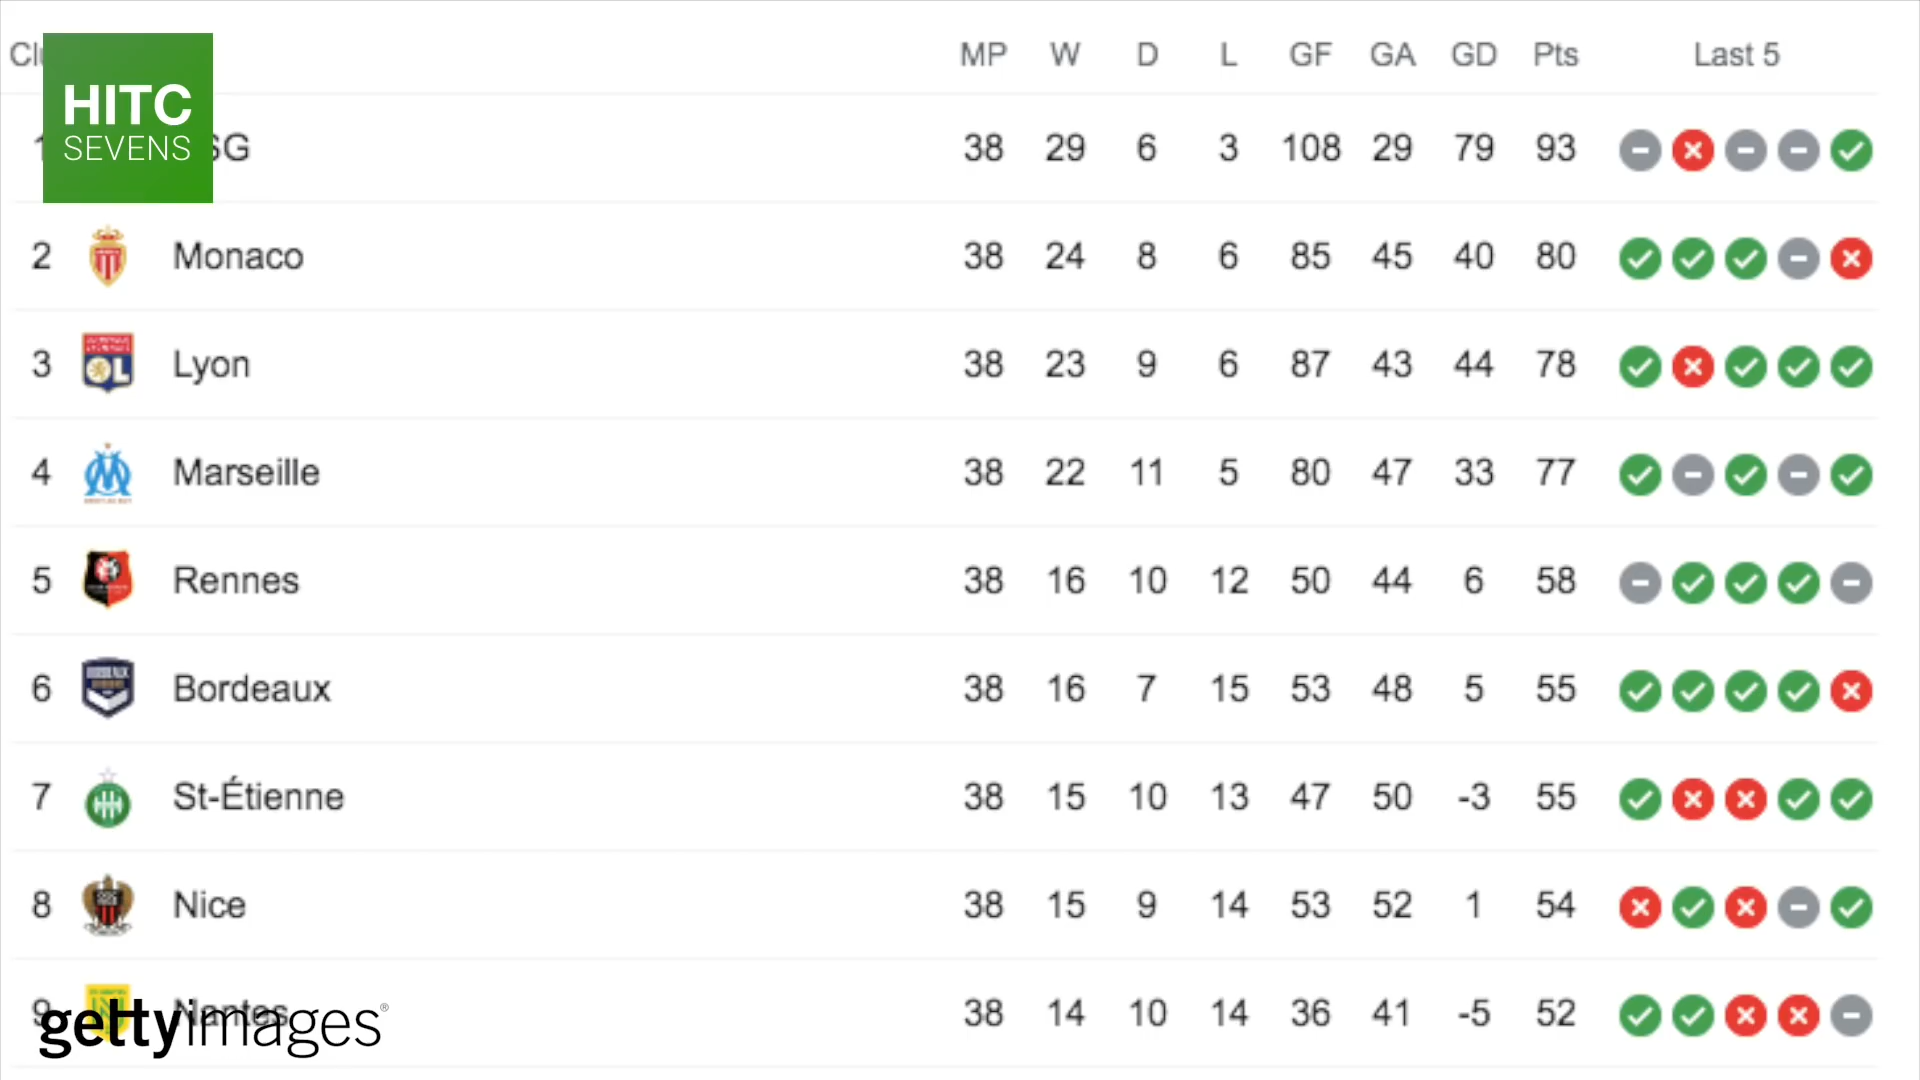 Cl MP W D L GF GA GD Pts Last 5
HITC
SEVENS
1 SG 38 29 6 3 108 29 79 93
2 Monaco 38 24 8 6 85 45 40 80
3 Lyon 38 23 9 6 87 43 44 78
4 Marseille 38 22 11 5 80 47 33 77
5 Rennes 38 16 10 12 50 44 6 58
6 Bordeaux 38 16 7 15 53 48 5 55
7 St-Étienne 38 15 10 13 47 50 -3 55
8 Nice 38 15 9 14 53 52 1 54
9 Nantes 38 14 10 14 36 41 -5 52
gettyimages®